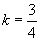 k = 3/4